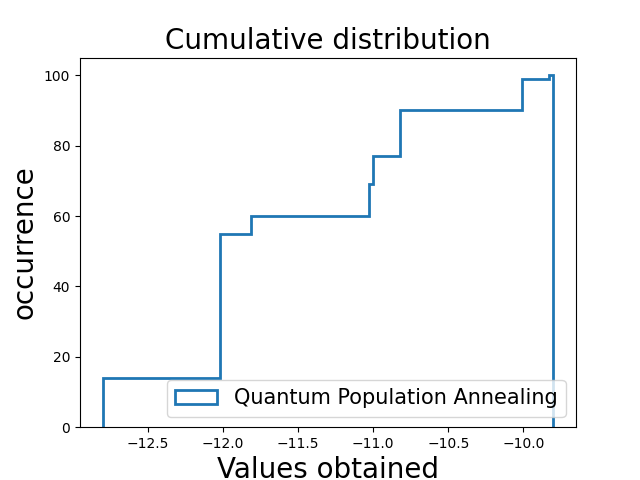 Cumulative distribution
occurrence
100
80
60
40
20
0
Quantum Population Annealing
−12.5 −12.0 −11.5 −11.0 −10.5 −10.0
Values obtained